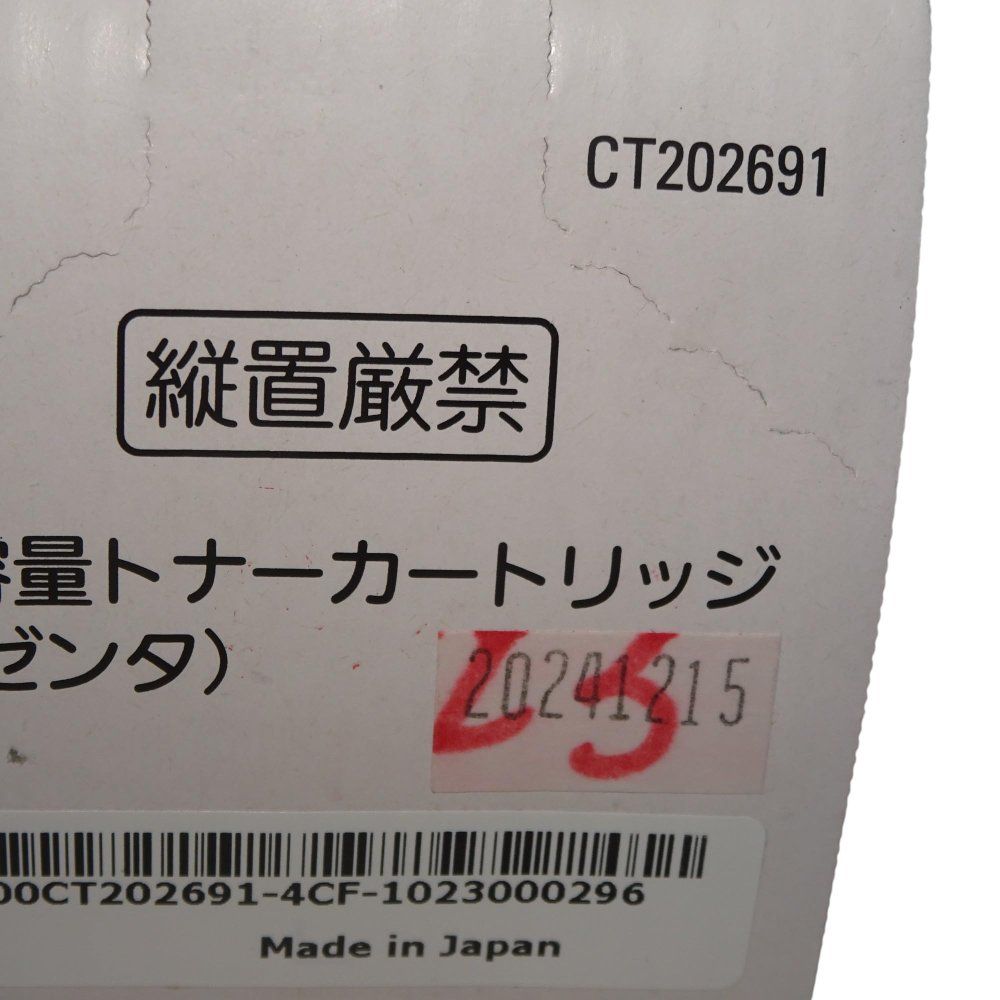 CT202691
縦置厳禁
容量トナーカートリッジ
ゼンタ)
20241215
00CT202691-4CF-1023000296
Made in Japan